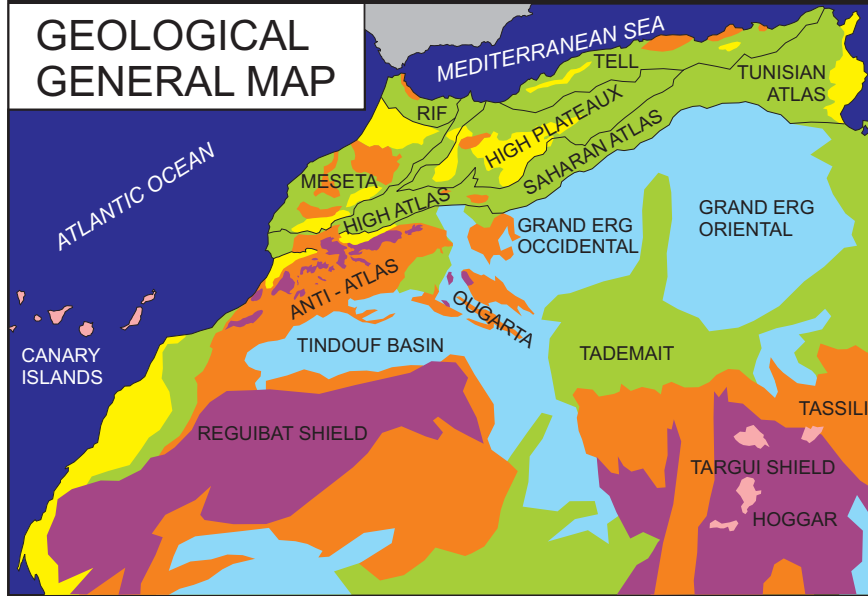 GEOLOGICAL
GENERAL MAP
MEDITERRANEAN SEA
TELL
TUNISIAN
ATLAS
RIF
HIGH PLATEAUX
ATLANTIC OCEAN
MESETA
SAHARAN ATLAS
HIGH ATLAS
GRAND ERG
OCCIDENTAL
GRAND ERG
ORIENTAL
ANTI - ATLAS
OUGARTA
TINDOUF BASIN
TADEMAIT
CANARY
ISLANDS
TASSILI
REGUIBAT SHIELD
TARGUI SHIELD
HOGGAR